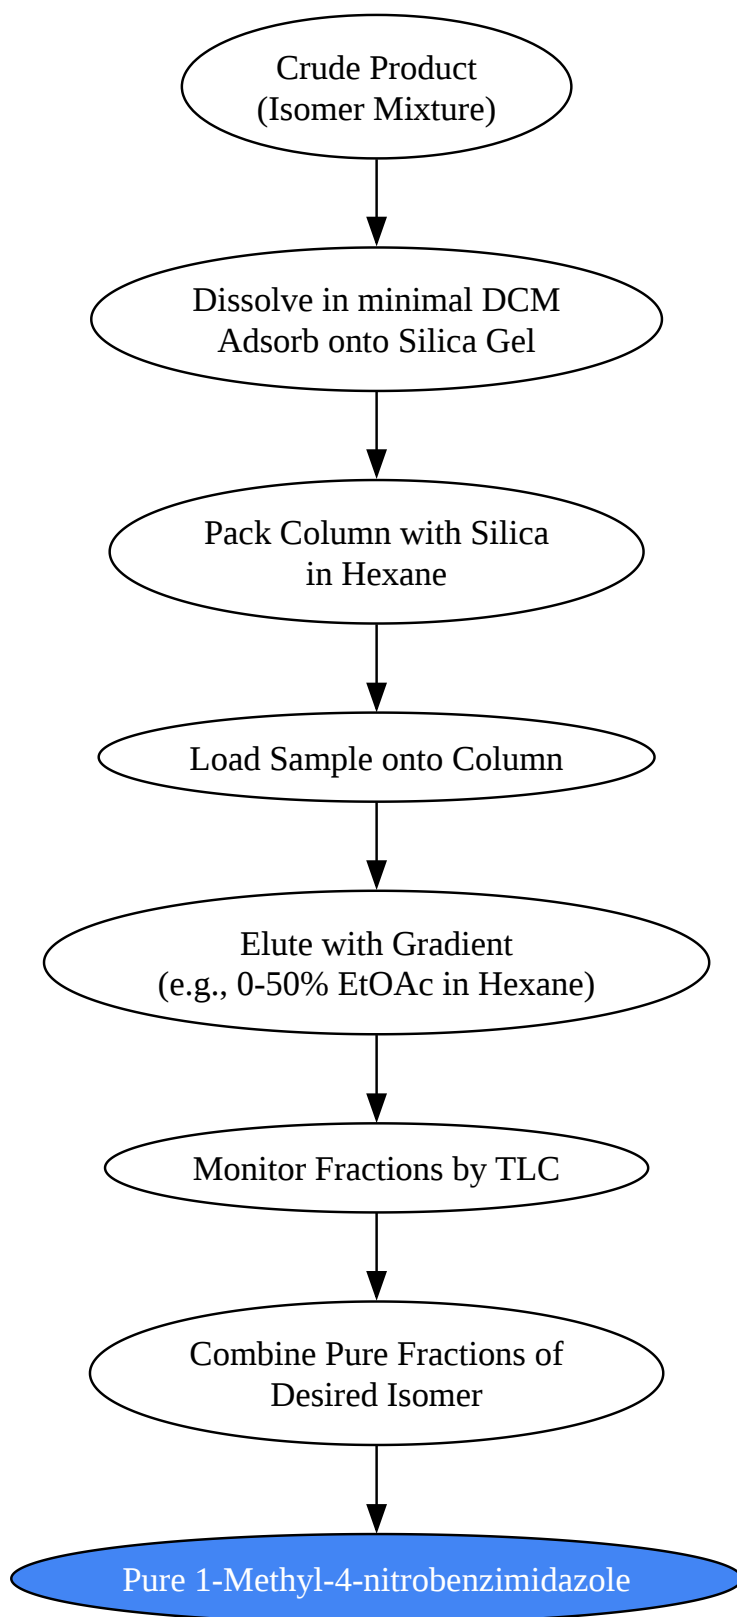 Crude Product
(Isomer Mixture)
Dissolve in minimal DCM
Adsorb onto Silica Gel
Pack Column with Silica
in Hexane
Load Sample onto Column
Elute with Gradient
(e.g., 0-50% EtOAc in Hexane)
Monitor Fractions by TLC
Combine Pure Fractions of
Desired Isomer
Pure 1-Methyl-4-nitrobenzimidazole